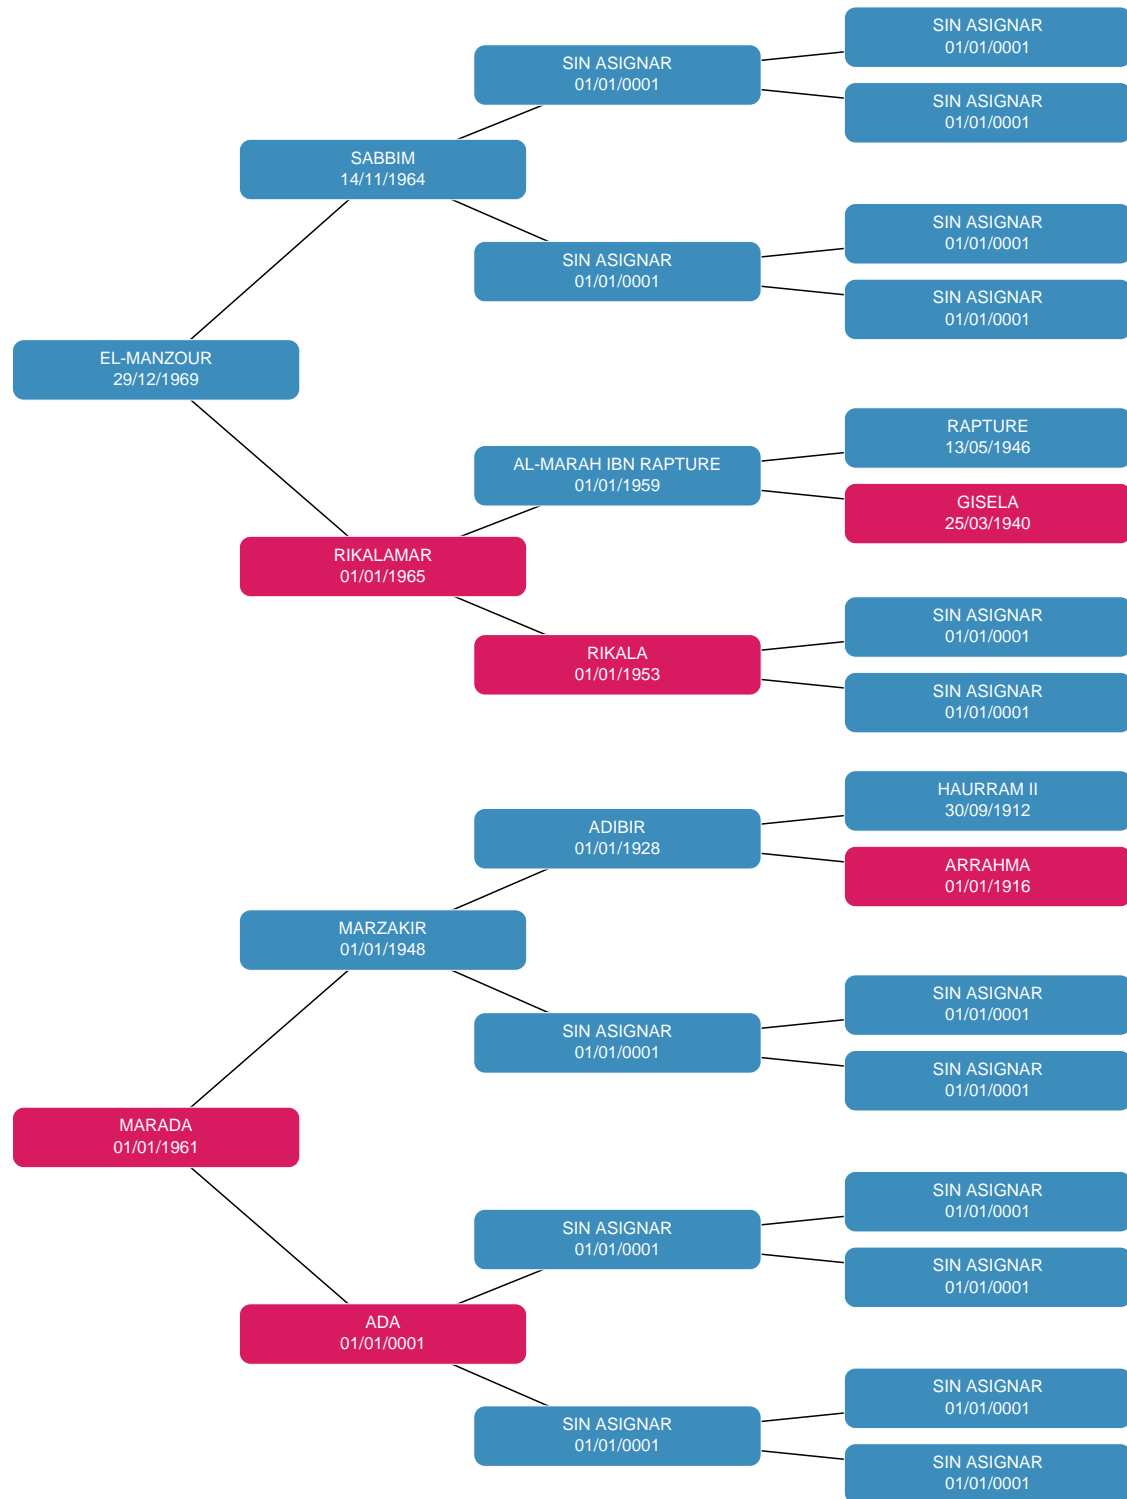 SIN ASIGNAR
01/01/0001
SIN ASIGNAR
01/01/0001
SIN ASIGNAR
01/01/0001
SABBIM
14/11/1964
SIN ASIGNAR
01/01/0001
SIN ASIGNAR
01/01/0001
SIN ASIGNAR
01/01/0001
EL-MANZOUR
29/12/1969
RAPTURE
13/05/1946
AL-MARAH IBN RAPTURE
01/01/1959
GISELA
25/03/1940
RIKALAMAR
01/01/1965
SIN ASIGNAR
01/01/0001
RIKALA
01/01/1953
SIN ASIGNAR
01/01/0001
HAURRAM II
30/09/1912
ADIBIR
01/01/1928
ARRAHMA
01/01/1916
MARZAKIR
01/01/1948
SIN ASIGNAR
01/01/0001
SIN ASIGNAR
01/01/0001
SIN ASIGNAR
01/01/0001
MARADA
01/01/1961
SIN ASIGNAR
01/01/0001
SIN ASIGNAR
01/01/0001
SIN ASIGNAR
01/01/0001
ADA
01/01/0001
SIN ASIGNAR
01/01/0001
SIN ASIGNAR
01/01/0001
SIN ASIGNAR
01/01/0001